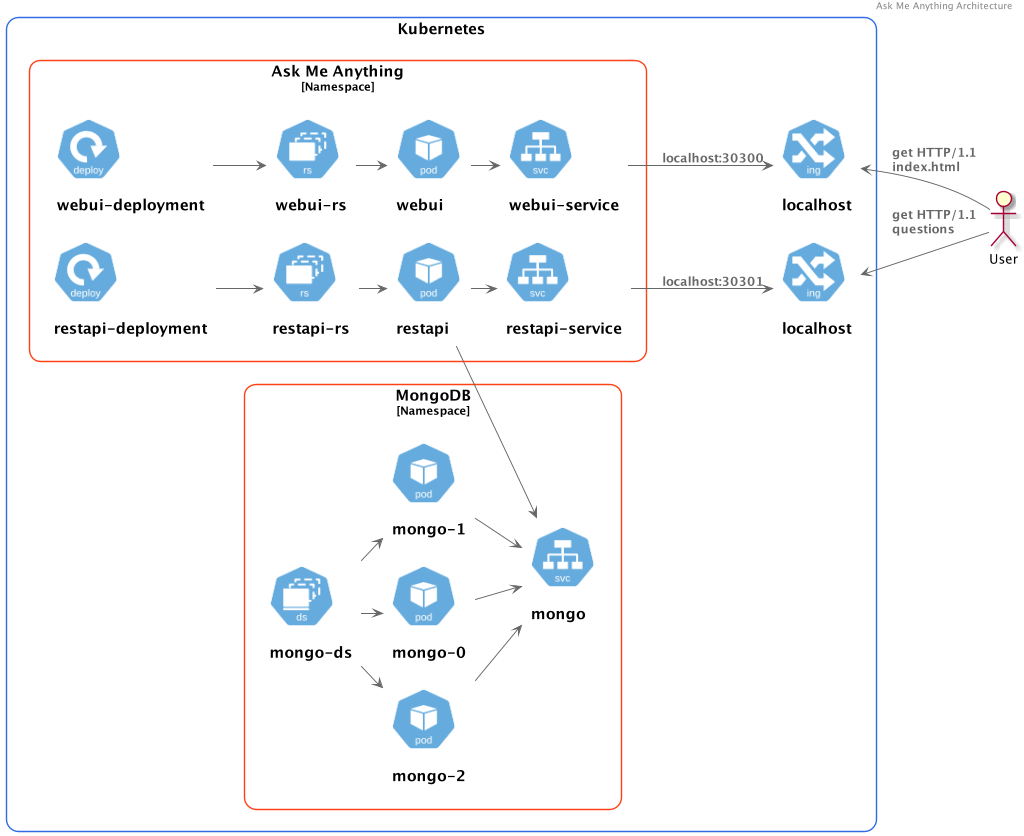 Ask Me Anything Architecture
Kubernetes
Ask Me Anything
[Namespace]
deploy
rs
pod
svc
localhost:30300
ing
get HTTP/1.1
index.html
webui-deployment
webui-rs
webui
webui-service
localhost
get HTTP/1.1
questions
User
deploy
rs
pod
svc
localhost:30301
ing
restapi-deployment
restapi-rs
restapi
restapi-service
localhost
MongoDB
[Namespace]
pod
mongo-1
svc
mongo
ds
pod
mongo-ds
mongo-0
pod
mongo-2